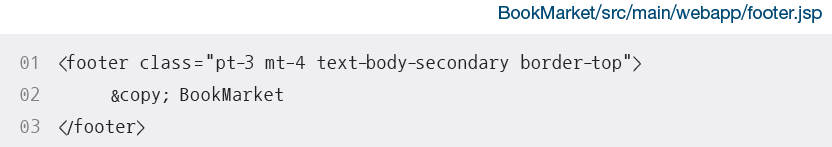 BookMarket/src/main/webapp/footer.jsp
01 <footer class="pt-3 mt-4 text-body-secondary border-top">
02 &copy; BookMarket
03 </footer>